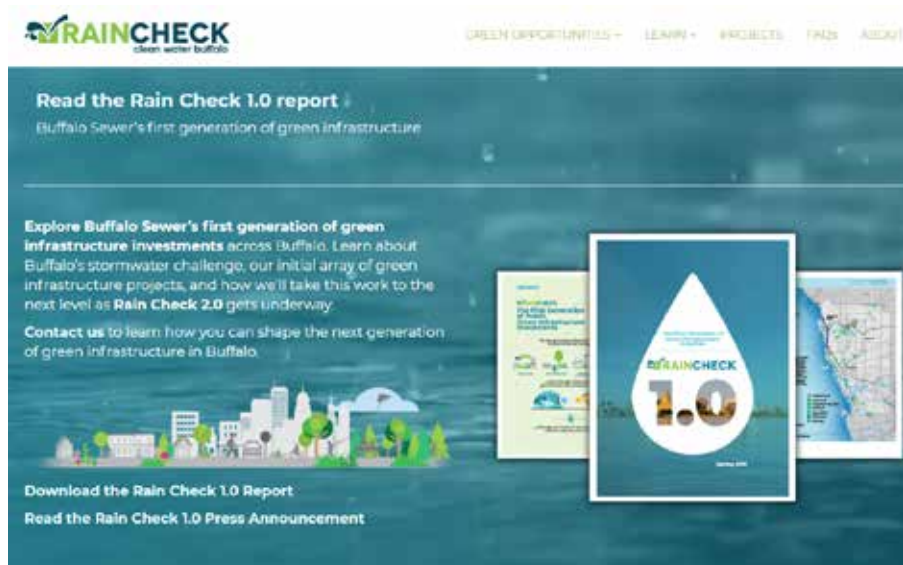 RAINCHECK
clean water buffalo
GREEN OPPORTUNITIES LEARN PROJECTS FAQs ABOUT
Read the Rain Check 1.0 report
Buffalo Sewer's first generation of green infrastructure
Explore Buffalo Sewer's first generation of green
infrastructure investments across Buffalo. Learn about
Buffalo's stormwater challenge, our initial array of green
infrastructure projects, and how we'll take this work to the
next level as Rain Check 2.0 gets underway.
Contact us to learn how you can shape the next generation
of green infrastructure in Buffalo.
RAINCHECK
1.0
Download the Rain Check 1.0 Report
Read the Rain Check 1.0 Press Announcement